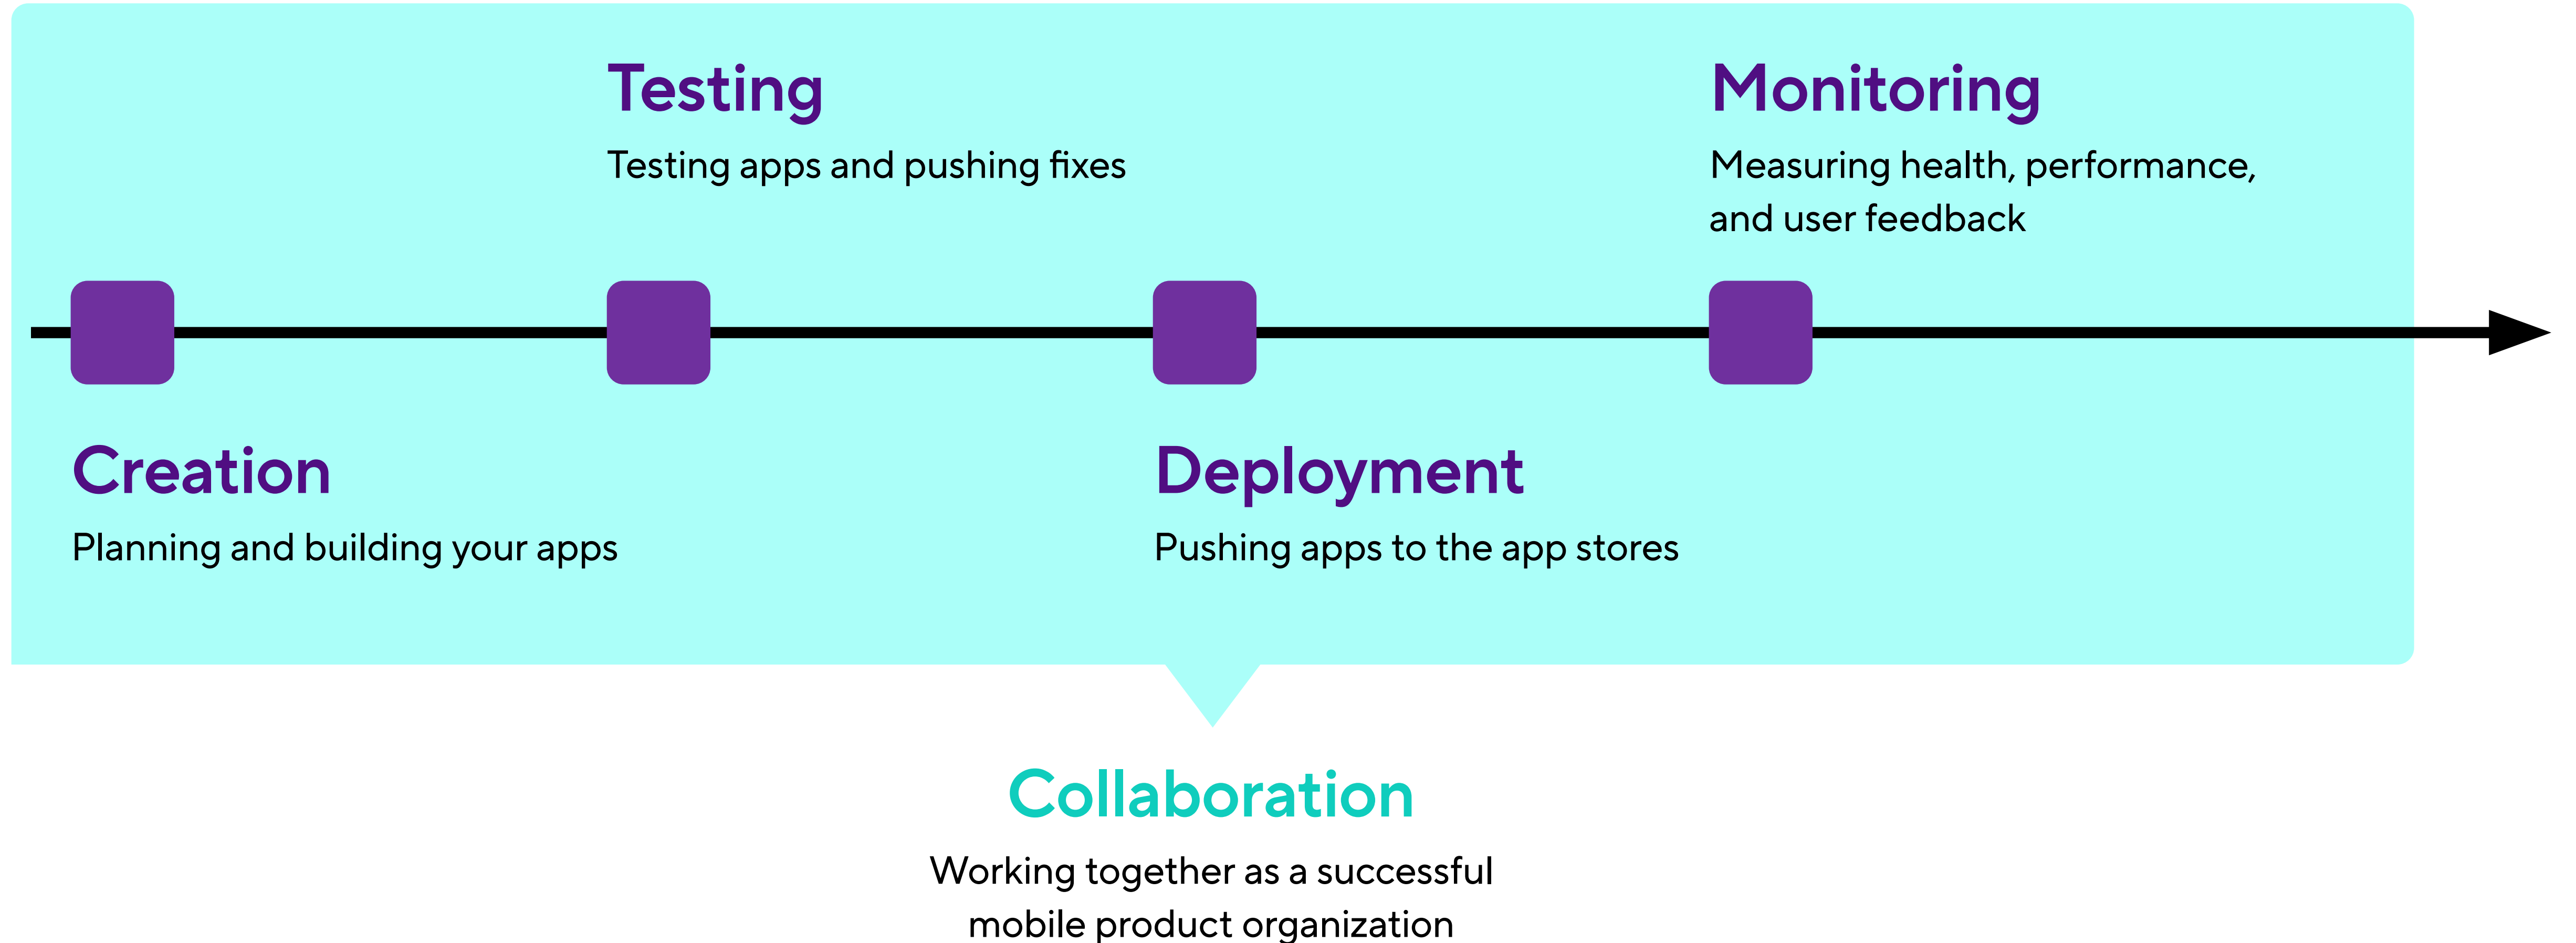 Testing
Testing apps and pushing fixes
Monitoring
Measuring health, performance,
and user feedback
Creation
Planning and building your apps
Deployment
Pushing apps to the app stores
Collaboration
Working together as a successful
mobile product organization